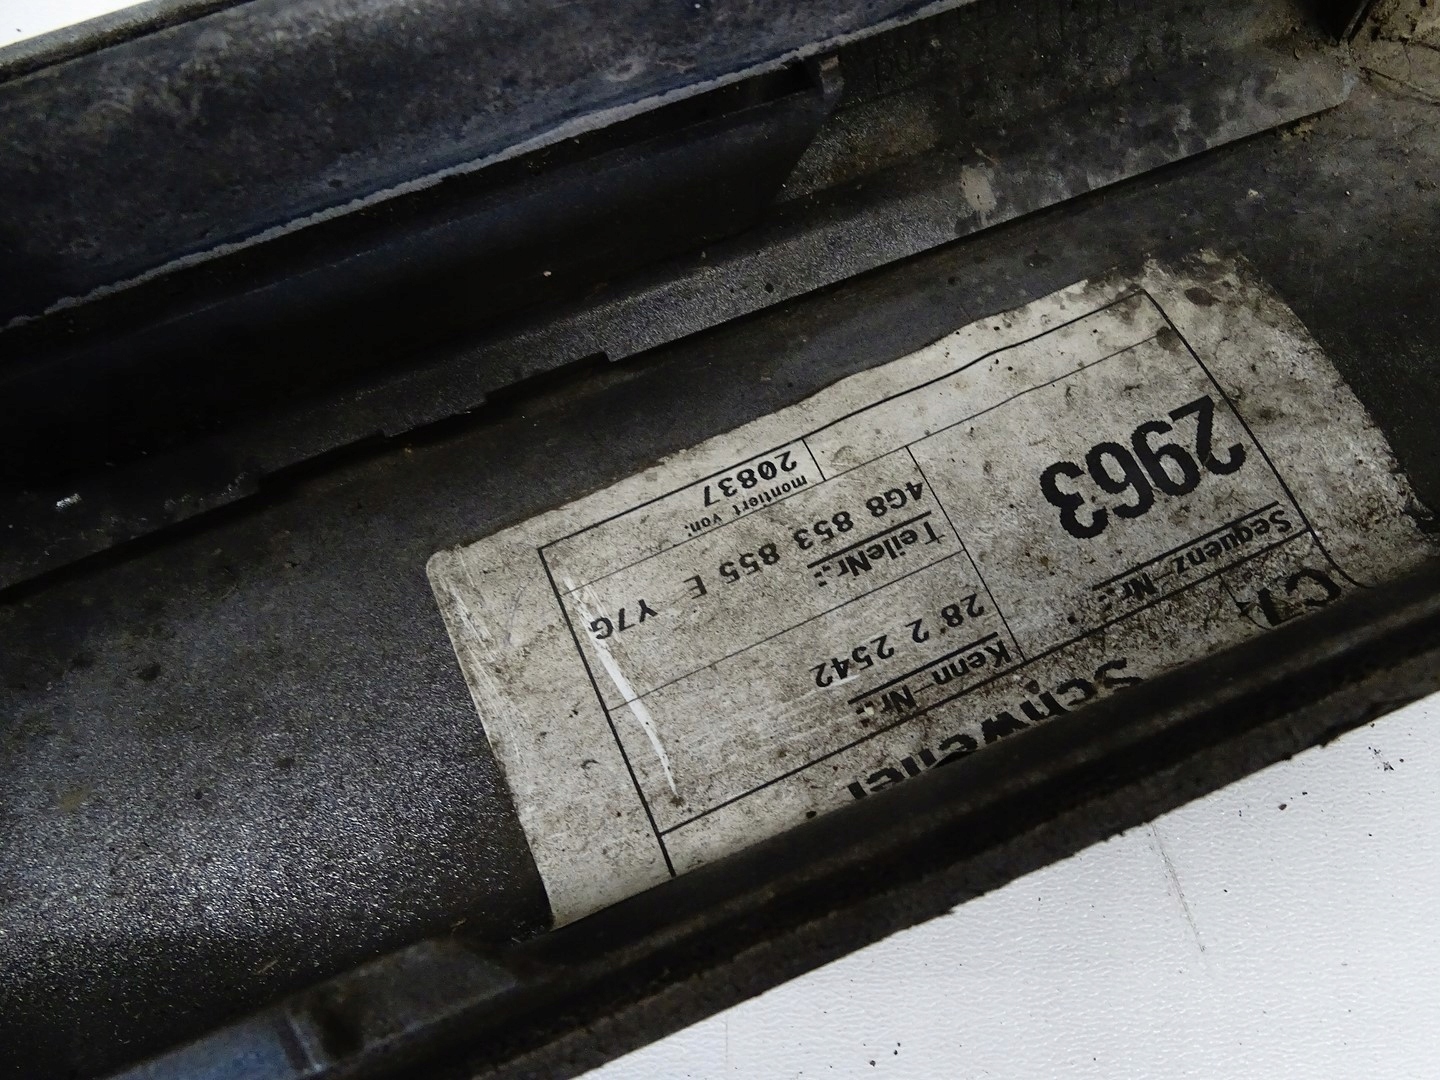 Schweller
Sequenz-Nr.:
2963
Kenn-Nr.:
28 2 2542
TeileNr.:
4G8 853 855 E Y7G
montiert von:
20837